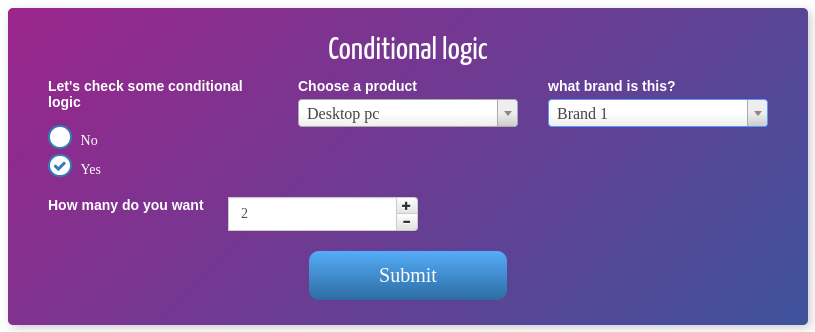 Conditional logic
Let's check some conditional
logic
No
Yes
Choose a product
Desktop pc
what brand is this?
Brand 1
How many do you want
2
Submit